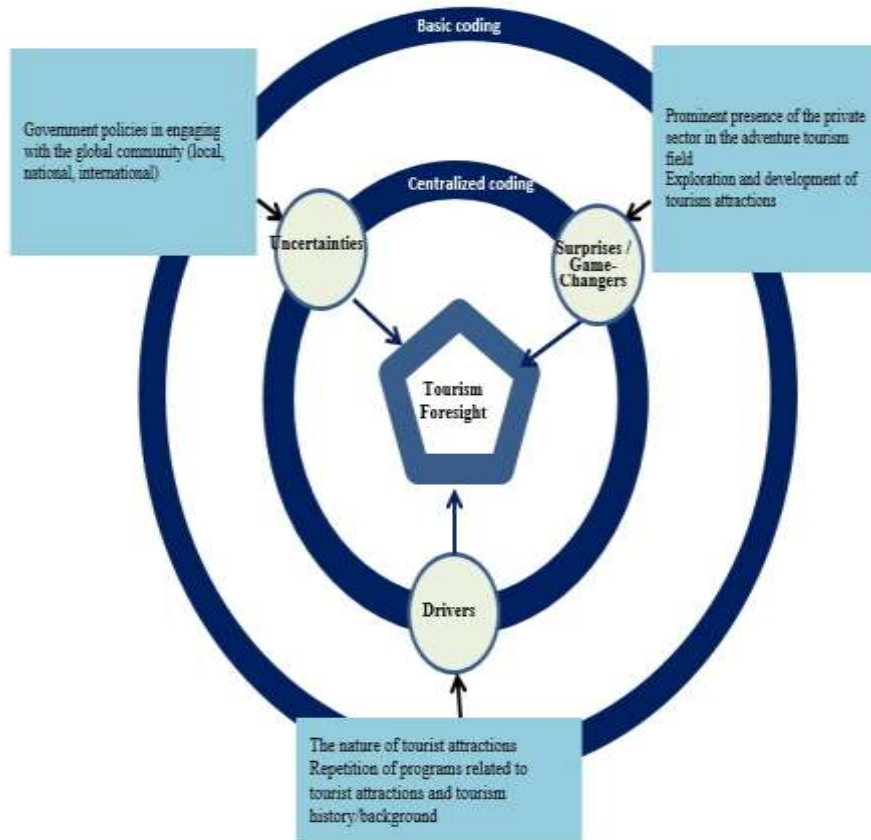 Basic coding
Government policies in engaging
with the global community (local,
national, international)
Prominent presence of the private
sector in the adventure tourism
field
Exploration and development of
tourism attractions
Centralized coding
Uncertainties
Surprises /
Game-
Changers
Tourism
Foresight
Drivers
The nature of tourist attractions
Repetition of programs related to
tourist attractions and tourism
history/background